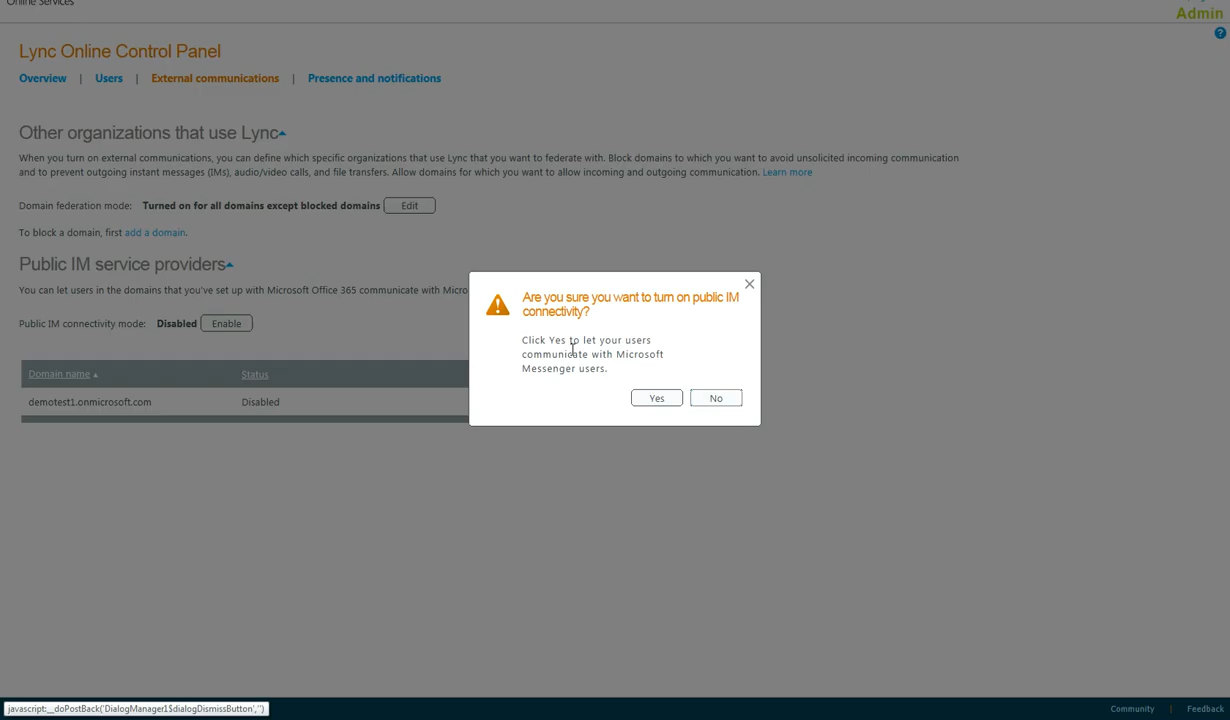 Online Services
Admin
Lync Online Control Panel
Overview | Users | External communications | Presence and notifications
Other organizations that use Lync
When you turn on external communications, you can define which specific organizations that use Lync that you want to federate with. Block domains to which you want to avoid unsolicited incoming communication
and to prevent outgoing instant messages (IMs), audio/video calls, and file transfers. Allow domains for which you want to allow incoming and outgoing communication. Learn more
Domain federation mode: Turned on for all domains except blocked domains Edit
To block a domain, first add a domain.
Public IM service providers
You can let users in the domains that you've set up with Microsoft Office 365 communicate with Micro
Public IM connectivity mode: Disabled Enable
Domain name Status
demotest1.onmicrosoft.com Disabled
Are you sure you want to turn on public IM
connectivity?
Click Yes to let your users
communicate with Microsoft
Messenger users.
Yes No
javascript:__doPostBack('DialogManager1$dialogDismissButton','')
Community | Feedback